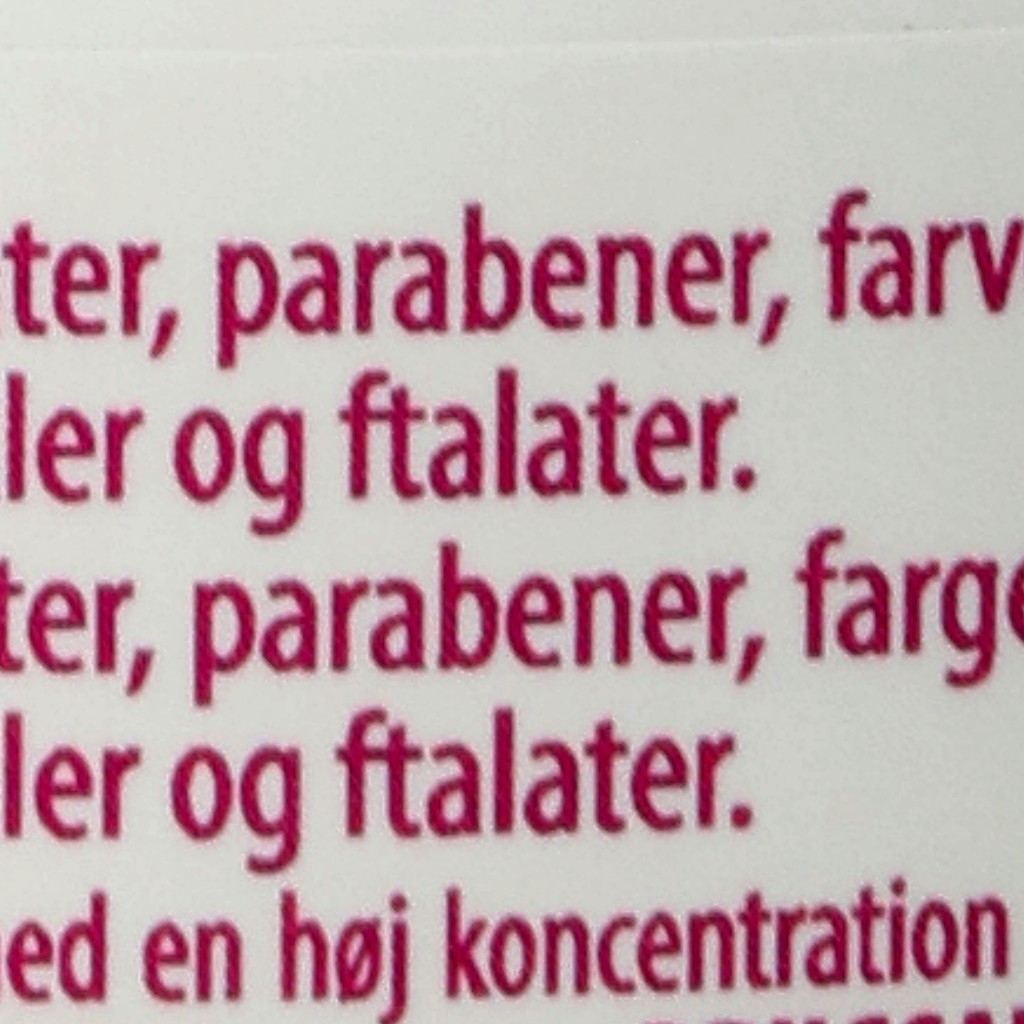 ter, parabener, farv
ler og ftalater.
ter, parabener, farge
ler og ftalater.
ed en høj koncentration